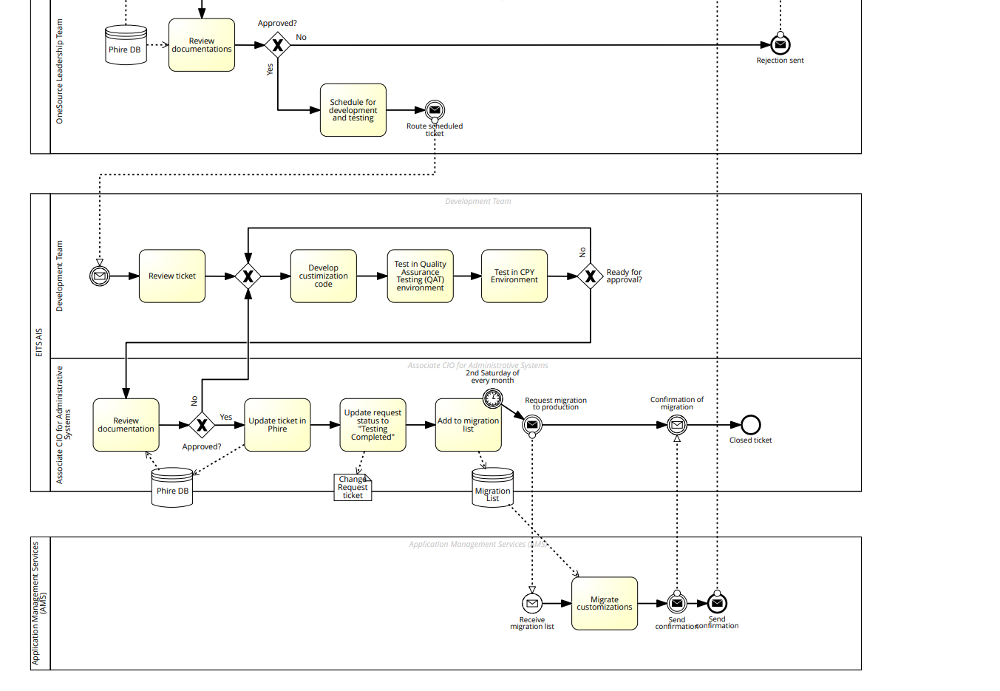 OneSource Leadership Team
Phire DB
Review
documentations
Approved?
No
Yes
Rejection sent
Schedule for
development
and testing
Route scheduled
ticket
EITS AIS
Development Team
Development Team
Review ticket
Develop
custimization
code
Test in Quality
Assurance
Testing (QAT)
environment
Test in CPY
Environment
No
Ready for
approval?
Associate CIO for Administrative
Systems
Associate CIO for Administrative Systems
2nd Saturday of
every month
Review
documentation
No
Yes
Approved?
Update ticket in
Phire
Update request
status to
"Testing
Completed"
Add to migration
list
Request migration
to production
Confirmation of
migration
Closed ticket
Phire DB
Change
Request
ticket
Migration
List
Application Management Services
(AMS)
Application Management Services (AMS)
Receive
migration list
Migrate
customizations
Send
confirmation
Send
confirmation